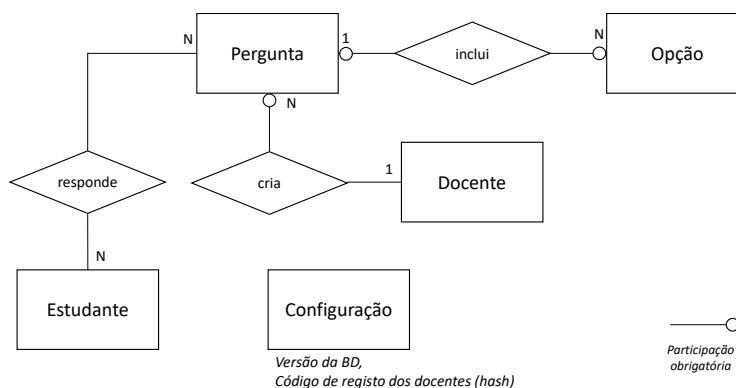 N
Pergunta
1
inclui
N
Opção
N
responde
cria
1
Docente
N
Estudante
Configuração
Versão da BD,
Código de registo dos docentes (hash)
Participação
obrigatória